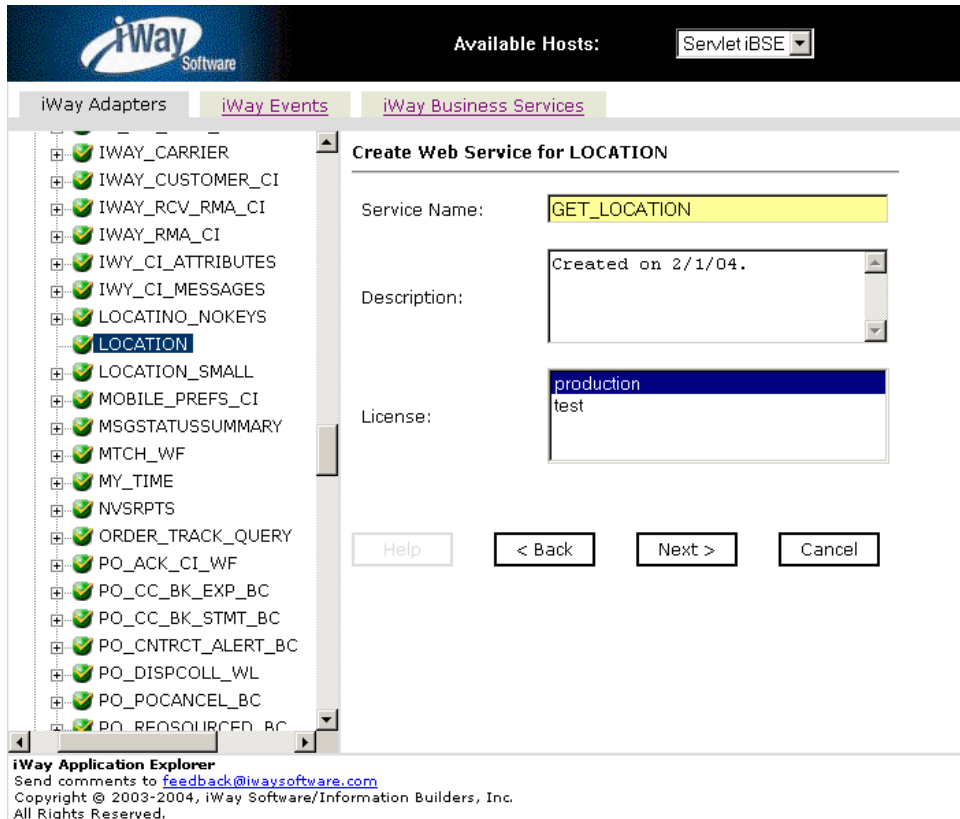 iWay
Software
Available Hosts:
Servlet iBSE
iWay Adapters
iWay Events
iWay Business Services
IWAY_CARRIER
IWAY_CUSTOMER_CI
IWAY_RCV_RMA_CI
IWAY_RMA_CI
IWY_CI_ATTRIBUTES
IWY_CI_MESSAGES
LOCATINO_NOKEYS
LOCATION
LOCATION_SMALL
MOBILE_PREFS_CI
MSGSTATUSSUMMARY
MTCH_WF
MY_TIME
NVSRPTS
ORDER_TRACK_QUERY
PO_ACK_CI_WF
PO_CC_BK_EXP_BC
PO_CC_BK_STMT_BC
PO_CNTRCT_ALERT_BC
PO_DISPCOLL_WL
PO_POCANCEL_BC
PO_REQSOURCED_BC
Create Web Service for LOCATION
Service Name:
GET_LOCATION
Description:
Created on 2/1/04.
License:
production
test
Help
< Back
Next >
Cancel
iWay Application Explorer
Send comments to feedback@iwaysoftware.com
Copyright © 2003-2004, iWay Software/Information Builders, Inc.
All Rights Reserved.